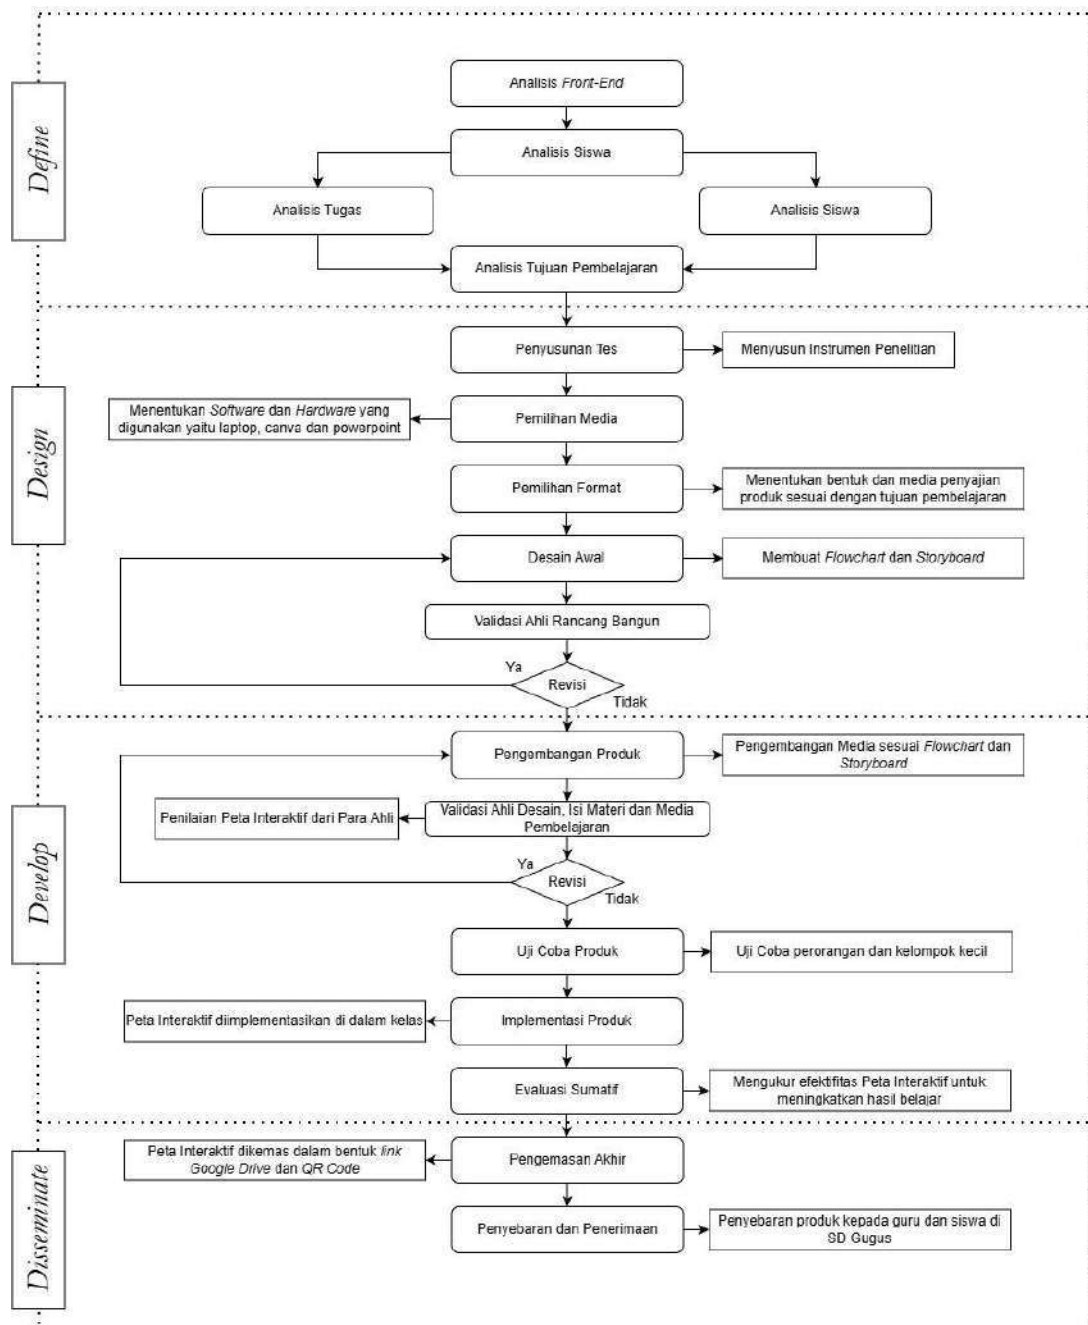 Define
Analisis Front-End
Analisis Siswa
Analisis Tugas
Analisis Siswa
Analisis Tujuan Pembelajaran
Design
Penyusunan Tes
Menyusun Instrumen Penelitian
Menentukan Software dan Hardware yang
digunakan yaitu laptop, canva dan powerpoint
Pemilihan Media
Pemilihan Format
Menentukan bentuk dan media penyajian
produk sesuai dengan tujuan pembelajaran
Desain Awal
Membuat Flowchart dan Storyboard
Validasi Ahli Rancang Bangun
Ya
Revisi
Tidak
Develop
Pengembangan Produk
Pengembangan Media sesuai Flowchart dan
Storyboard
Penilaian Peta Interaktif dari Para Ahli
Validasi Ahli Desain, Isi Materi dan Media
Pembelajaran
Ya
Revisi
Tidak
Uji Coba Produk
Uji Coba perorangan dan kelompok kecil
Peta Interaktif diimplementasikan di dalam kelas
Implementasi Produk
Evaluasi Sumatif
Mengukur efektifitas Peta Interaktif untuk
meningkatkan hasil belajar
Disseminate
Peta Interaktif dikemas dalam bentuk link
Google Drive dan QR Code
Pengemasan Akhir
Penyebaran dan Penerimaan
Penyebaran produk kepada guru dan siswa di
SD Gugus